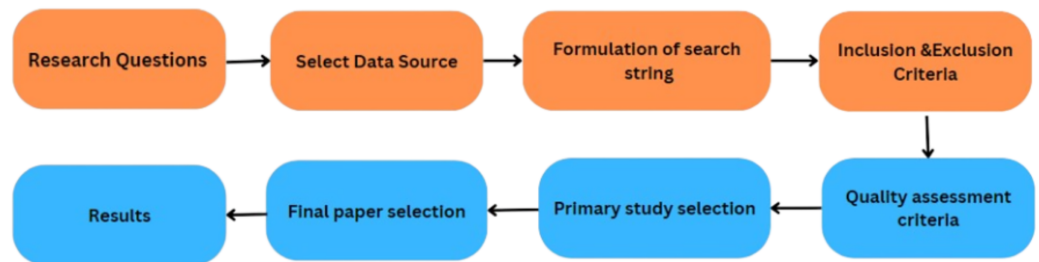 Research Questions
Select Data Source
Formulation of search
string
Inclusion &Exclusion
Criteria
Quality assessment
criteria
Primary study selection
Final paper selection
Results